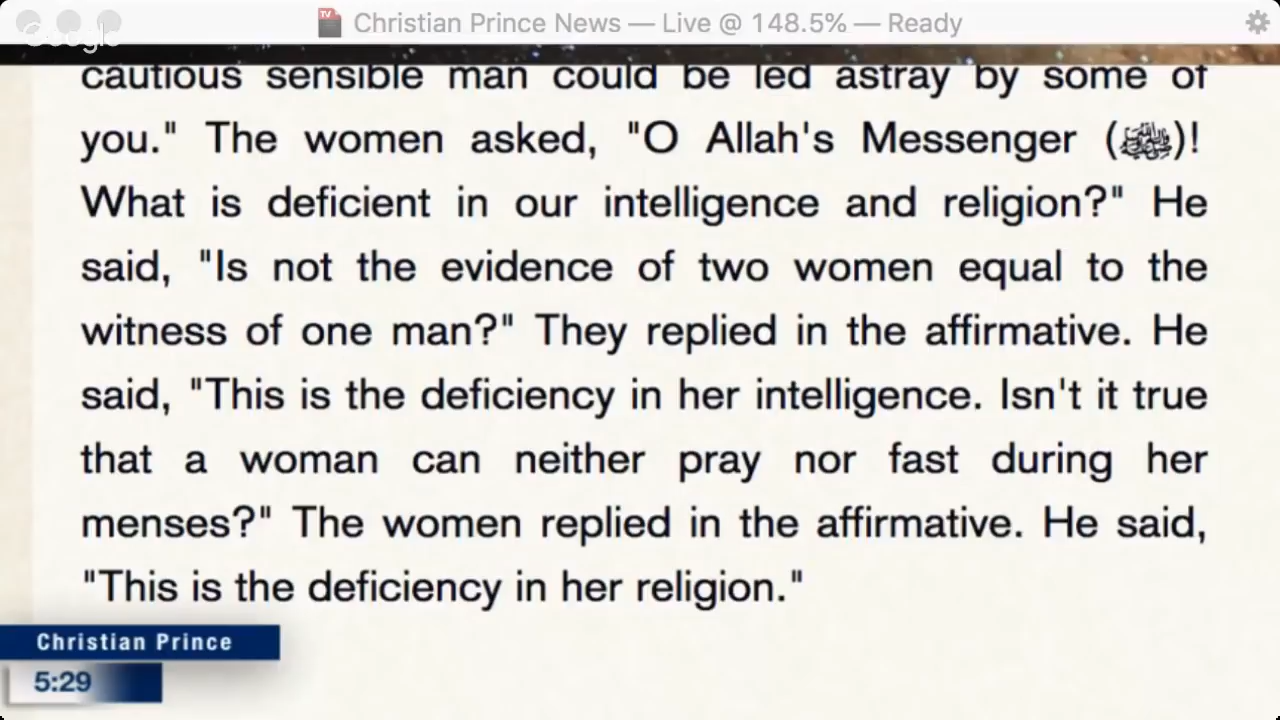 TV Christian Prince News — Live @ 148.5% — Ready
Google
cautious sensible man could be led astray by some of
you." The women asked, "O Allah's Messenger (ﷺ)!
What is deficient in our intelligence and religion?" He
said, "Is not the evidence of two women equal to the
witness of one man?" They replied in the affirmative. He
said, "This is the deficiency in her intelligence. Isn't it true
that a woman can neither pray nor fast during her
menses?" The women replied in the affirmative. He said,
"This is the deficiency in her religion."
Christian Prince
5:29